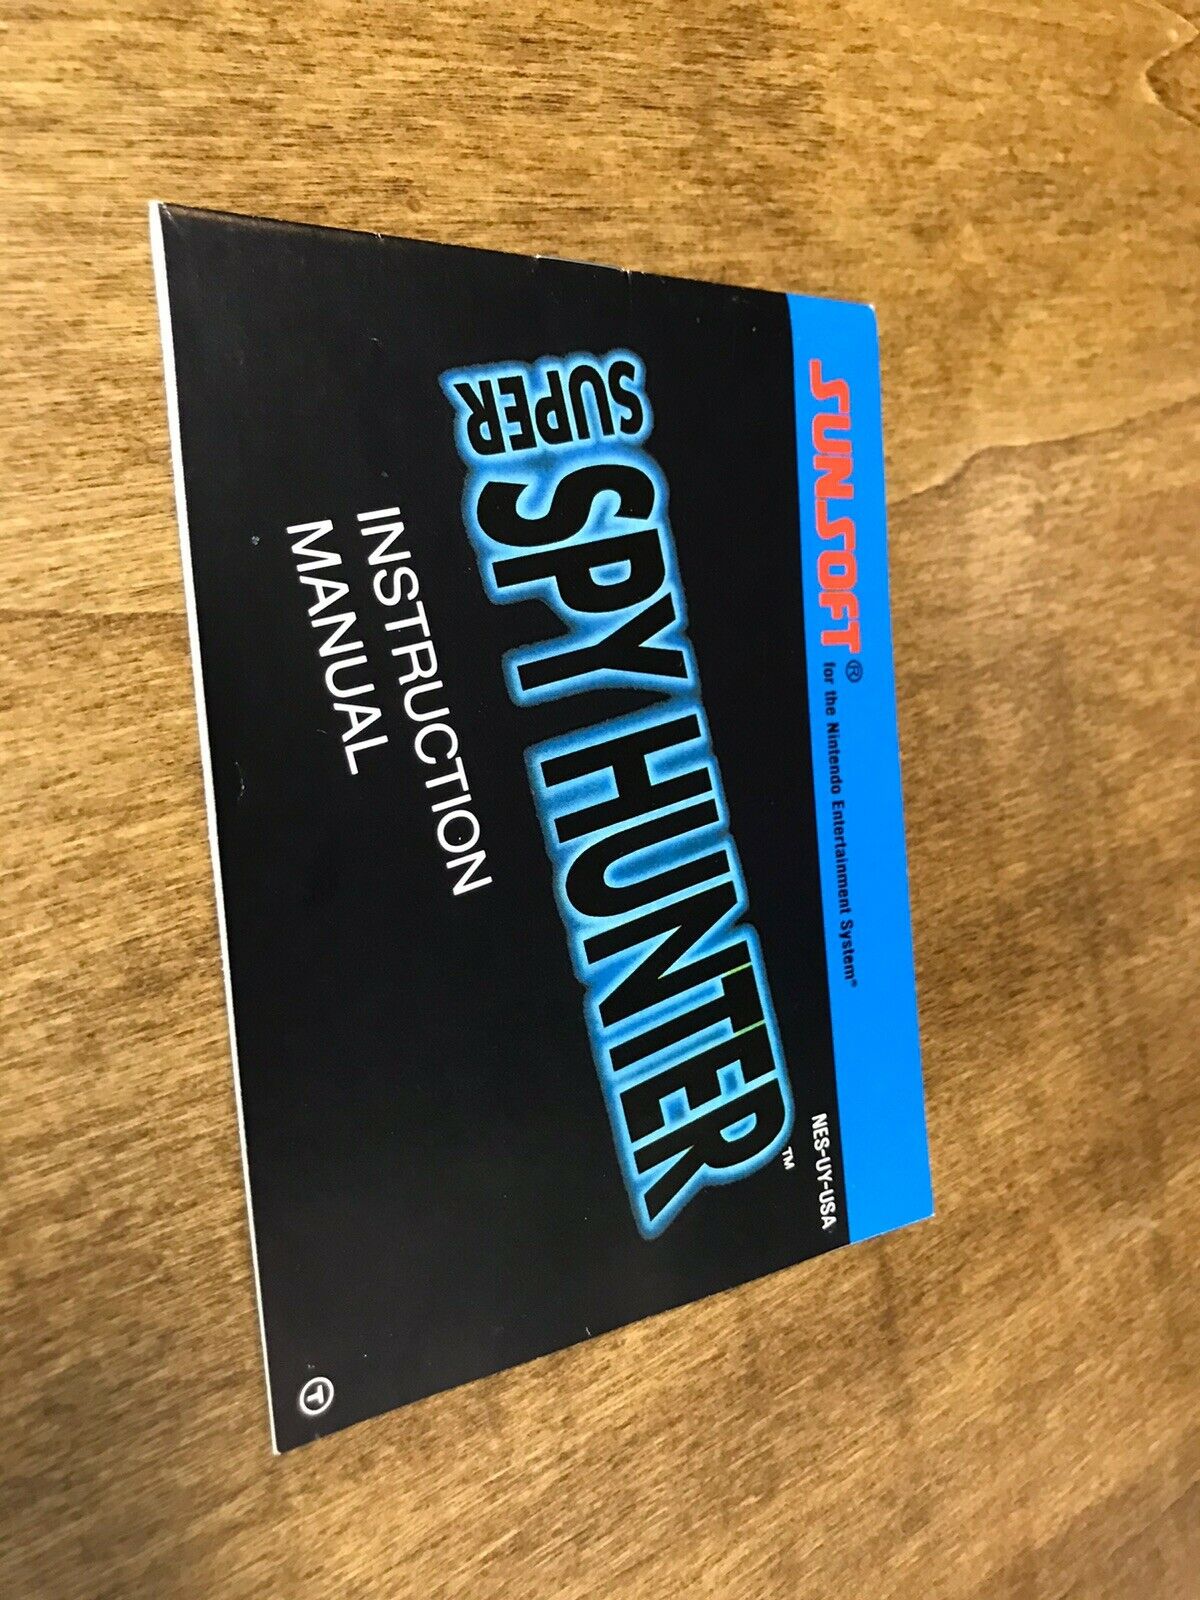 SUNSOFT® for the Nintendo Entertainment System®
NES-UY-USA
SUPER
SPY HUNTER™
INSTRUCTION
MANUAL
T